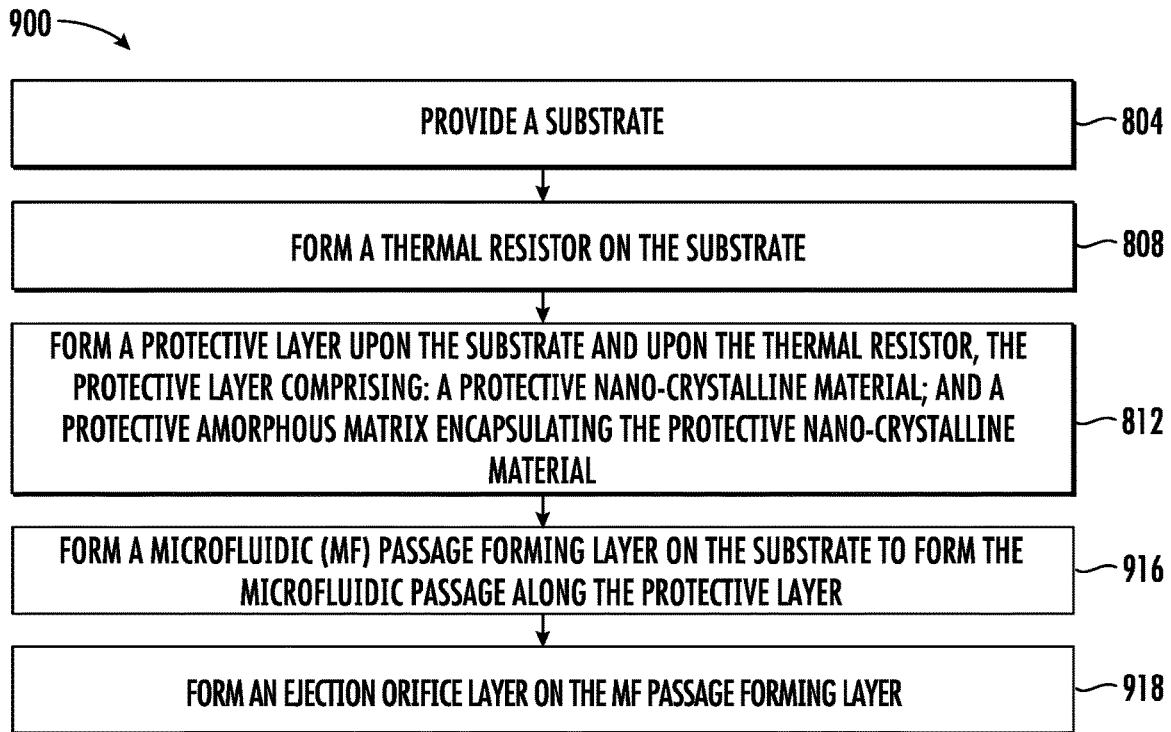 900
PROVIDE A SUBSTRATE
804
FORM A THERMAL RESISTOR ON THE SUBSTRATE
808
FORM A PROTECTIVE LAYER UPON THE SUBSTRATE AND UPON THE THERMAL RESISTOR, THE
PROTECTIVE LAYER COMPRISING: A PROTECTIVE NANO-CRYSTALLINE MATERIAL; AND A
PROTECTIVE AMORPHOUS MATRIX ENCAPSULATING THE PROTECTIVE NANO-CRYSTALLINE
MATERIAL
812
FORM A MICROFLUIDIC (MF) PASSAGE FORMING LAYER ON THE SUBSTRATE TO FORM THE
MICROFLUIDIC PASSAGE ALONG THE PROTECTIVE LAYER
916
FORM AN EJECTION ORIFICE LAYER ON THE MF PASSAGE FORMING LAYER
918